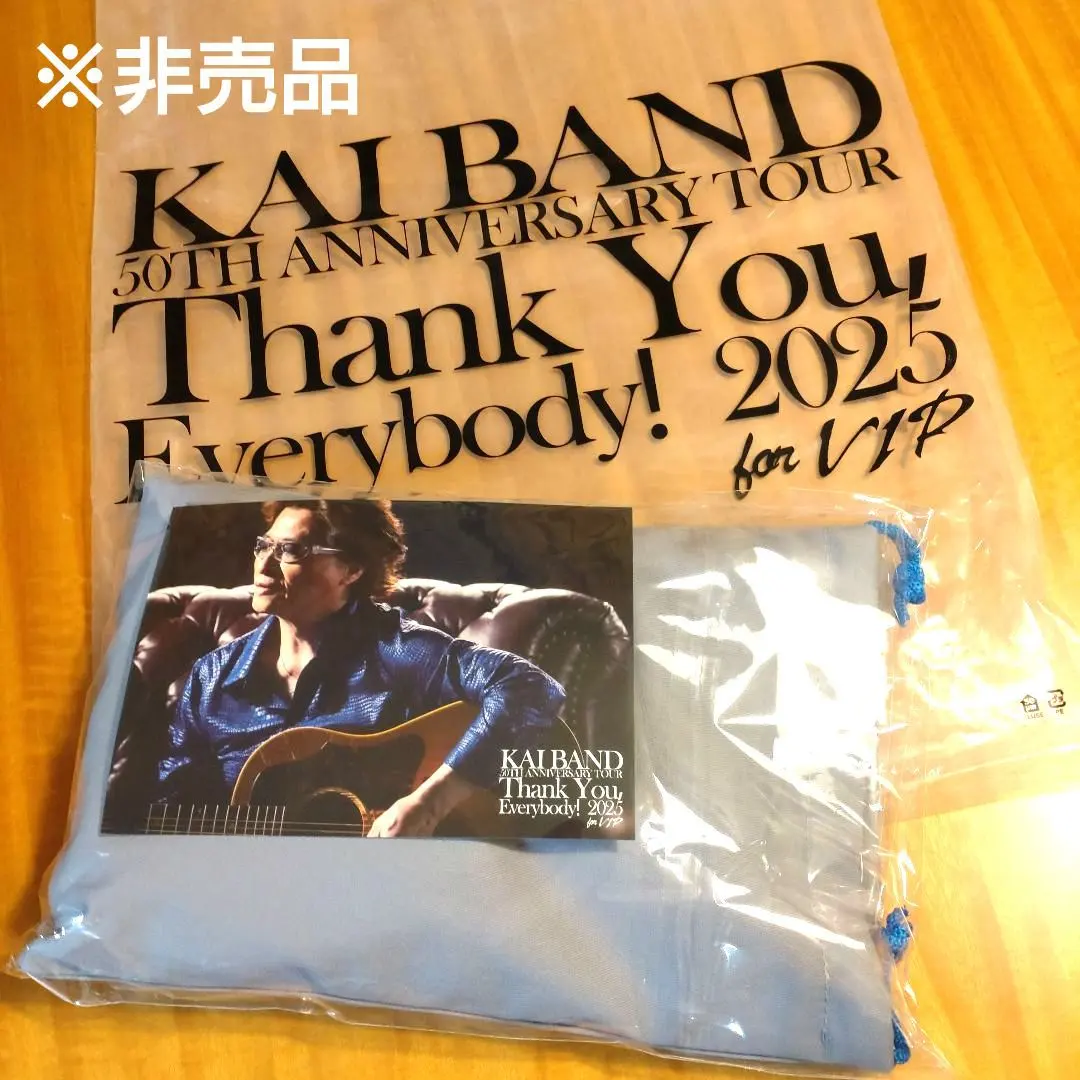 ※非売品
KAI BAND
50TH ANNIVERSARY TOUR
Thank You,
Everybody! 2025
for VIP
KAI BAND
50TH ANNIVERSARY TOUR
Thank You,
Everybody! 2025
for VIP
PE